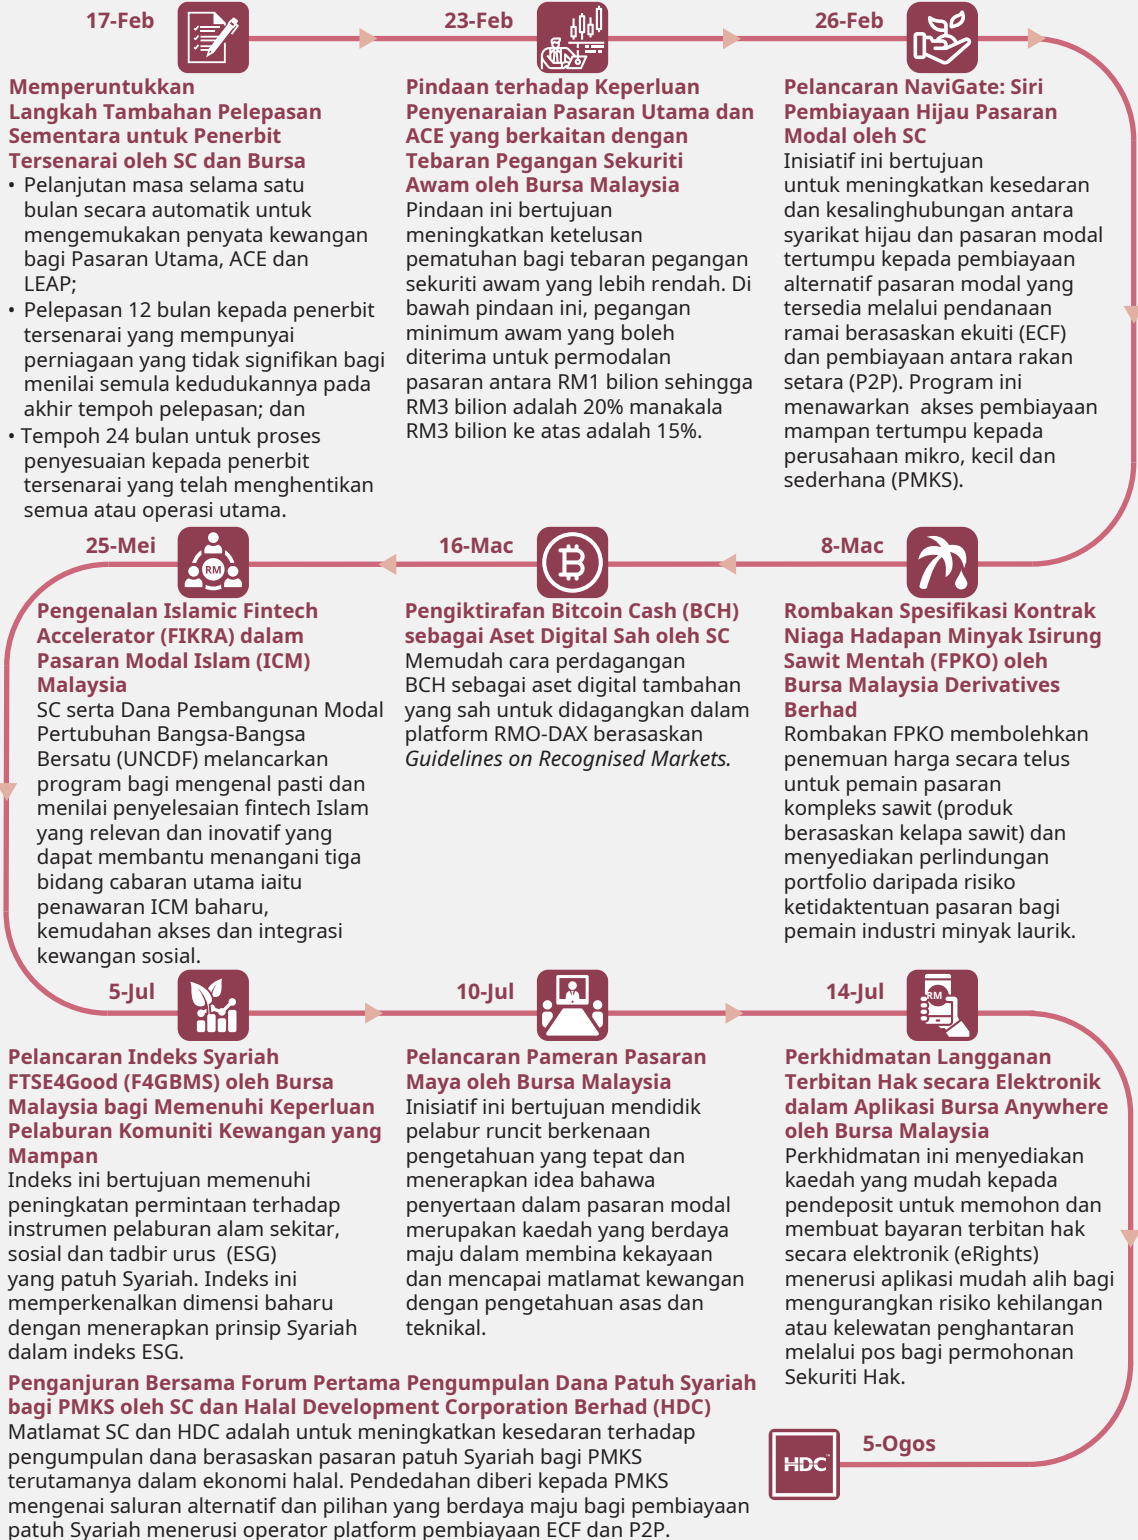 17-Feb
Memperuntukkan
Langkah Tambahan Pelepasan
Sementara untuk Penerbit
Tersenarai oleh SC dan Bursa
• Pelanjutan masa selama satu
bulan secara automatik untuk
mengemukakan penyata kewangan
bagi Pasaran Utama, ACE dan
LEAP;
• Pelepasan 12 bulan kepada penerbit
tersenarai yang mempunyai
perniagaan yang tidak signifikan bagi
menilai semula kedudukannya pada
akhir tempoh pelepasan; dan
• Tempoh 24 bulan untuk proses
penyesuaian kepada penerbit
tersenarai yang telah menghentikan
semua atau operasi utama.
23-Feb
Pindaan terhadap Keperluan
Penyenaraian Pasaran Utama dan
ACE yang berkaitan dengan
Tebaran Pegangan Sekuriti
Awam oleh Bursa Malaysia
Pindaan ini bertujuan
meningkatkan ketelusan
pematuhan bagi tebaran pegangan
sekuriti awam yang lebih rendah. Di
bawah pindaan ini, pegangan
minimum awam yang boleh
diterima untuk permodalan
pasaran antara RM1 bilion sehingga
RM3 bilion adalah 20% manakala
RM3 bilion ke atas adalah 15%.
26-Feb
Pelancaran NaviGate: Siri
Pembiayaan Hijau Pasaran
Modal oleh SC
Inisiatif ini bertujuan
untuk meningkatkan kesedaran
dan kesalinghubungan antara
syarikat hijau dan pasaran modal
tertumpu kepada pembiayaan
alternatif pasaran modal yang
tersedia melalui pendanaan
ramai berasaskan ekuiti (ECF)
dan pembiayaan antara rakan
setara (P2P). Program ini
menawarkan akses pembiayaan
mampan tertumpu kepada
perusahaan mikro, kecil dan
sederhana (PMKS).
8-Mac
Rombakan Spesifikasi Kontrak
Niaga Hadapan Minyak Isirung
Sawit Mentah (FPKO) oleh
Bursa Malaysia Derivatives
Berhad
Rombakan FPKO membolehkan
penemuan harga secara telus
untuk pemain pasaran
kompleks sawit (produk
berasaskan kelapa sawit) dan
menyediakan perlindungan
portfolio daripada risiko
ketidaktentuan pasaran bagi
pemain industri minyak laurik.
16-Mac
Pengiktirafan Bitcoin Cash (BCH)
sebagai Aset Digital Sah oleh SC
Memudah cara perdagangan
BCH sebagai aset digital tambahan
yang sah untuk didagangkan dalam
platform RMO-DAX berasaskan
Guidelines on Recognised Markets.
25-Mei
RM
Pengenalan Islamic Fintech
Accelerator (FIKRA) dalam
Pasaran Modal Islam (ICM)
Malaysia
SC serta Dana Pembangunan Modal
Pertubuhan Bangsa-Bangsa
Bersatu (UNCDF) melancarkan
program bagi mengenal pasti dan
menilai penyelesaian fintech Islam
yang relevan dan inovatif yang
dapat membantu menangani tiga
bidang cabaran utama iaitu
penawaran ICM baharu,
kemudahan akses dan integrasi
kewangan sosial.
5-Jul
Pelancaran Indeks Syariah
FTSE4Good (F4GBMS) oleh Bursa
Malaysia bagi Memenuhi Keperluan
Pelaburan Komuniti Kewangan yang
Mampan
Indeks ini bertujuan memenuhi
peningkatan permintaan terhadap
instrumen pelaburan alam sekitar,
sosial dan tadbir urus (ESG)
yang patuh Syariah. Indeks ini
memperkenalkan dimensi baharu
dengan menerapkan prinsip Syariah
dalam indeks ESG.
10-Jul
Pelancaran Pameran Pasaran
Maya oleh Bursa Malaysia
Inisiatif ini bertujuan mendidik
pelabur runcit berkenaan
pengetahuan yang tepat dan
menerapkan idea bahawa
penyertaan dalam pasaran modal
merupakan kaedah yang berdaya
maju dalam membina kekayaan
dan mencapai matlamat kewangan
dengan pengetahuan asas dan
teknikal.
14-Jul
RM
Perkhidmatan Langganan
Terbitan Hak secara Elektronik
dalam Aplikasi Bursa Anywhere
oleh Bursa Malaysia
Perkhidmatan ini menyediakan
kaedah yang mudah kepada
pendeposit untuk memohon dan
membuat bayaran terbitan hak
secara elektronik (eRights)
menerusi aplikasi mudah alih bagi
mengurangkan risiko kehilangan
atau kelewatan penghantaran
melalui pos bagi permohonan
Sekuriti Hak.
5-Ogos
HDC
Penganjuran Bersama Forum Pertama Pengumpulan Dana Patuh Syariah
bagi PMKS oleh SC dan Halal Development Corporation Berhad (HDC)
Matlamat SC dan HDC adalah untuk meningkatkan kesedaran terhadap
pengumpulan dana berasaskan pasaran patuh Syariah bagi PMKS
terutamanya dalam ekonomi halal. Pendedahan diberi kepada PMKS
mengenai saluran alternatif dan pilihan yang berdaya maju bagi pembiayaan
patuh Syariah menerusi operator platform pembiayaan ECF dan P2P.